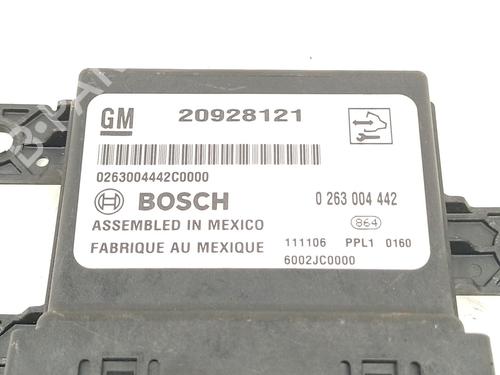 GM 20928121
0263004442C0000
BOSCH 0 263 004 442
ASSEMBLED IN MEXICO 864
FABRIQUE AU MEXIQUE 111106 PPL1 0160
6002JC0000